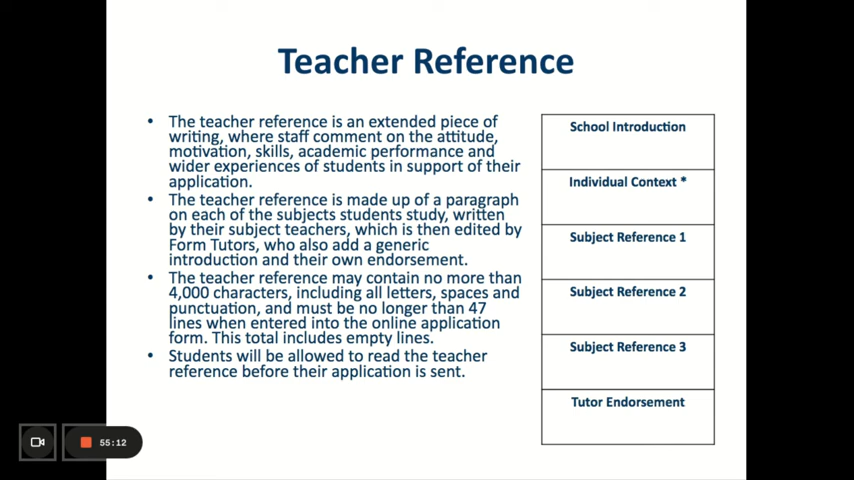 Teacher Reference
• The teacher reference is an extended piece of
writing, where staff comment on the attitude,
motivation, skills, academic performance and
wider experiences of students in support of their
application.
• The teacher reference is made up of a paragraph
on each of the subjects students study, written
by their subject teachers, which is then edited by
Form Tutors, who also add a generic
introduction and their own endorsement.
• The teacher reference may contain no more than
4,000 characters, including all letters, spaces and
punctuation, and must be no longer than 47
lines when entered into the online application
form. This total includes empty lines.
• Students will be allowed to read the teacher
reference before their application is sent.
School Introduction
Individual Context *
Subject Reference 1
Subject Reference 2
Subject Reference 3
Tutor Endorsement
55:12